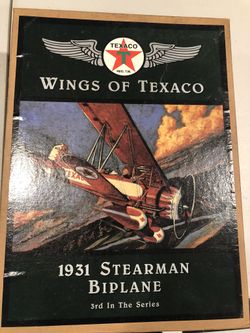 TEXACO
WINGS OF TEXACO
1931 STEARMAN
BIPLANE
3rd In The Series